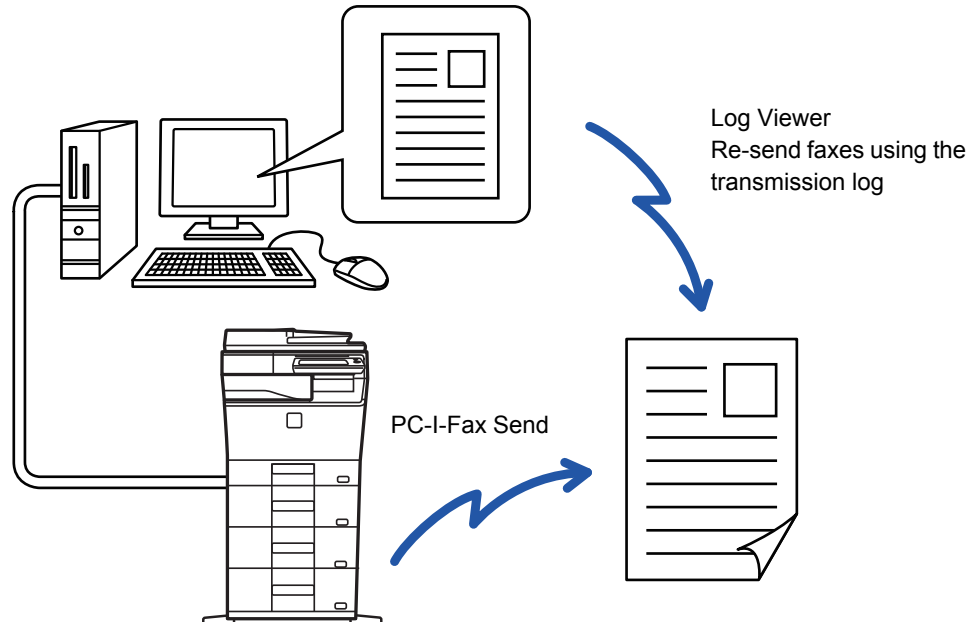 Log Viewer
Re-send faxes using the
transmission log
PC-I-Fax Send